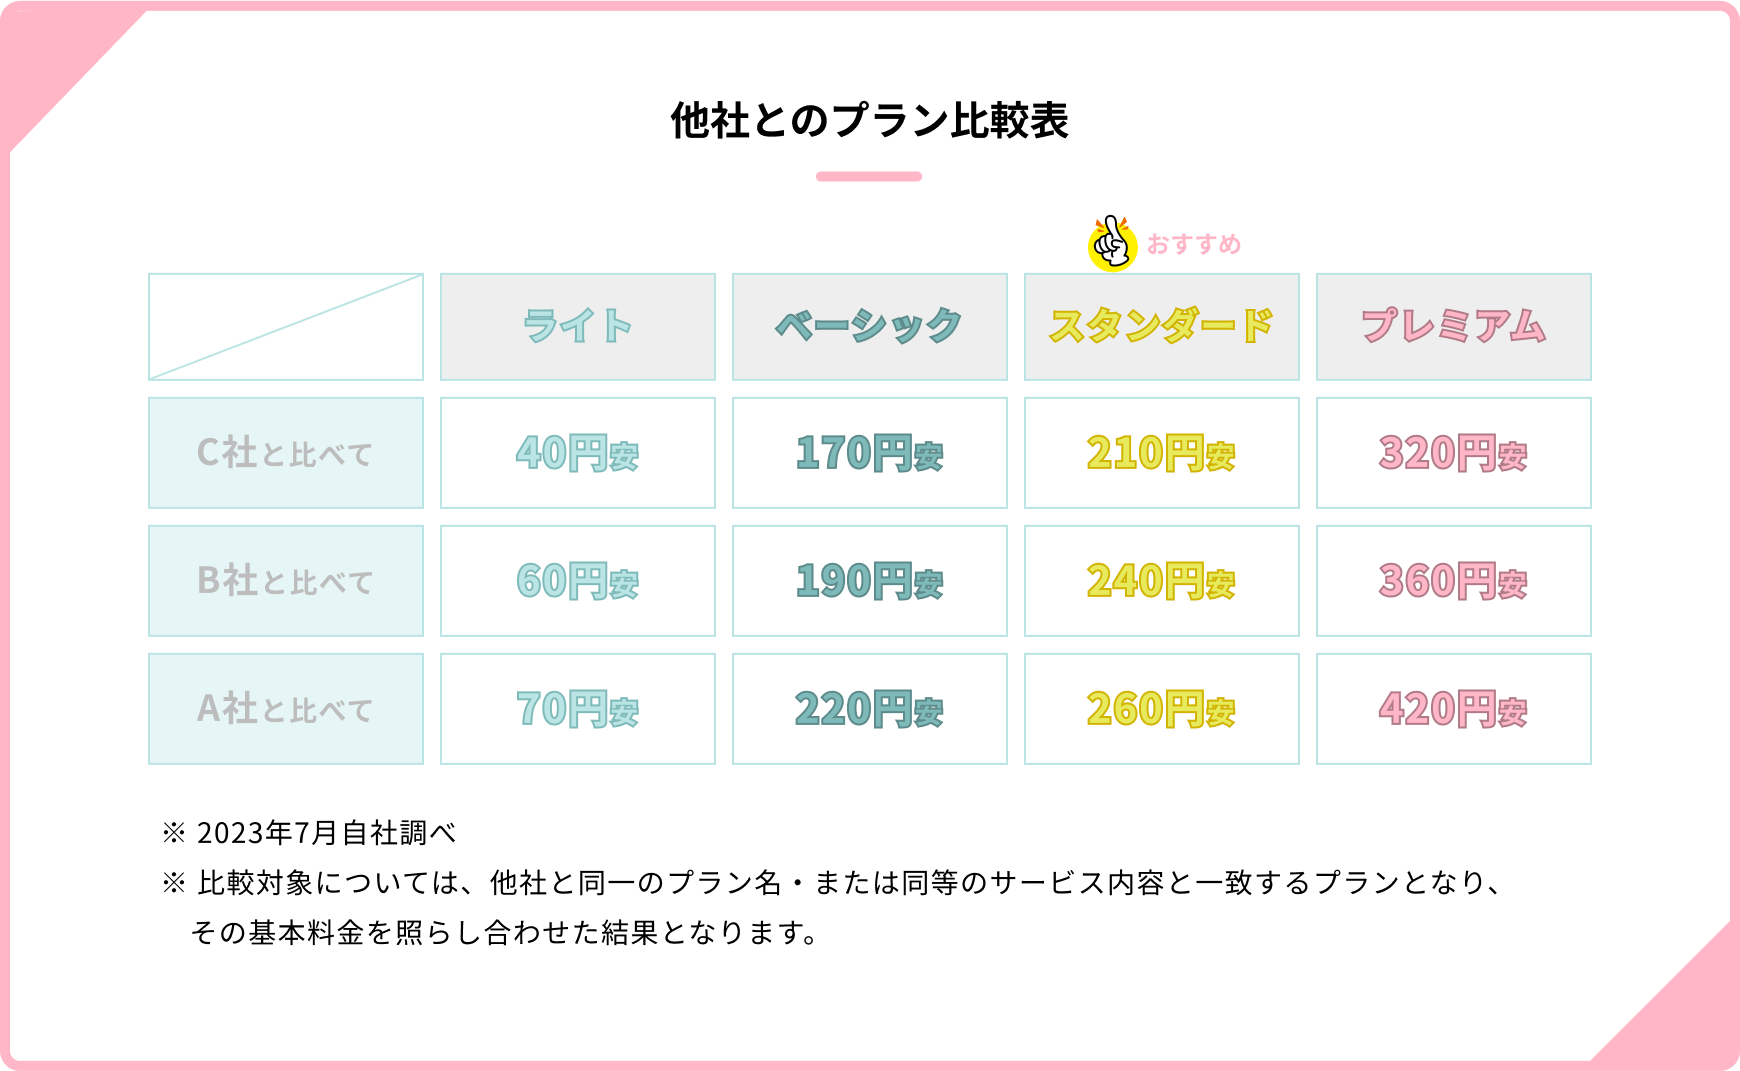 他社とのプラン比較表
おすすめ
ライト ベーシック スタンダード プレミアム
C社と比べて 40円安 170円安 210円安 320円安
B社と比べて 60円安 190円安 240円安 360円安
A社と比べて 70円安 220円安 260円安 420円安
※ 2023年7月自社調べ
※ 比較対象については、他社と同一のプラン名・または同等のサービス内容と一致するプランとなり、
その基本料金を照らし合わせた結果となります。